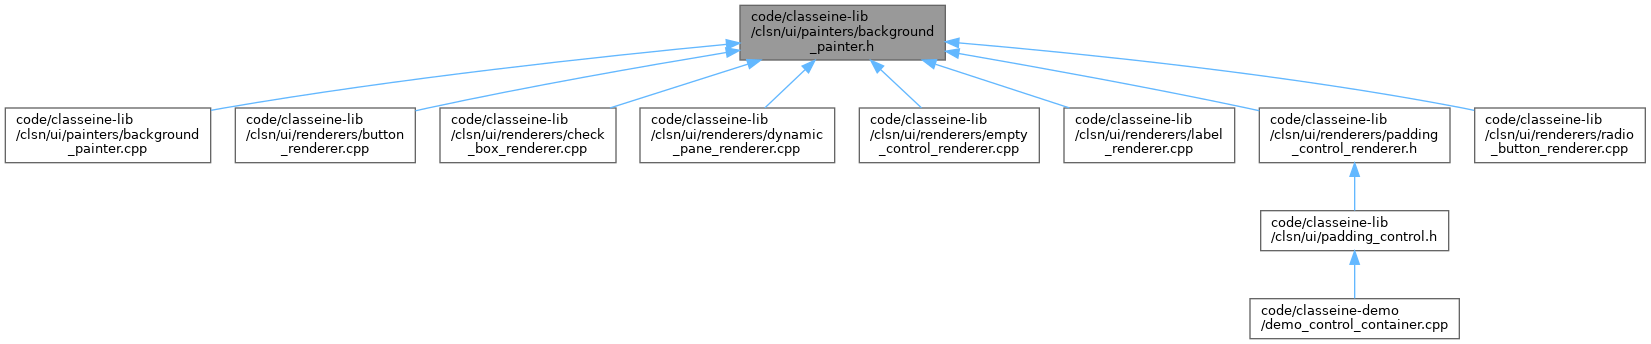 code/classeine-lib
/clsn/ui/painters/background
_painter.h
code/classeine-lib
/clsn/ui/painters/background
_painter.cpp
code/classeine-lib
/clsn/ui/renderers/button
_renderer.cpp
code/classeine-lib
/clsn/ui/renderers/check
_box_renderer.cpp
code/classeine-lib
/clsn/ui/renderers/dynamic
_pane_renderer.cpp
code/classeine-lib
/clsn/ui/renderers/empty
_control_renderer.cpp
code/classeine-lib
/clsn/ui/renderers/label
_renderer.cpp
code/classeine-lib
/clsn/ui/renderers/padding
_control_renderer.h
code/classeine-lib
/clsn/ui/renderers/radio
_button_renderer.cpp
code/classeine-lib
/clsn/ui/padding_control.h
code/classeine-demo
/demo_control_container.cpp